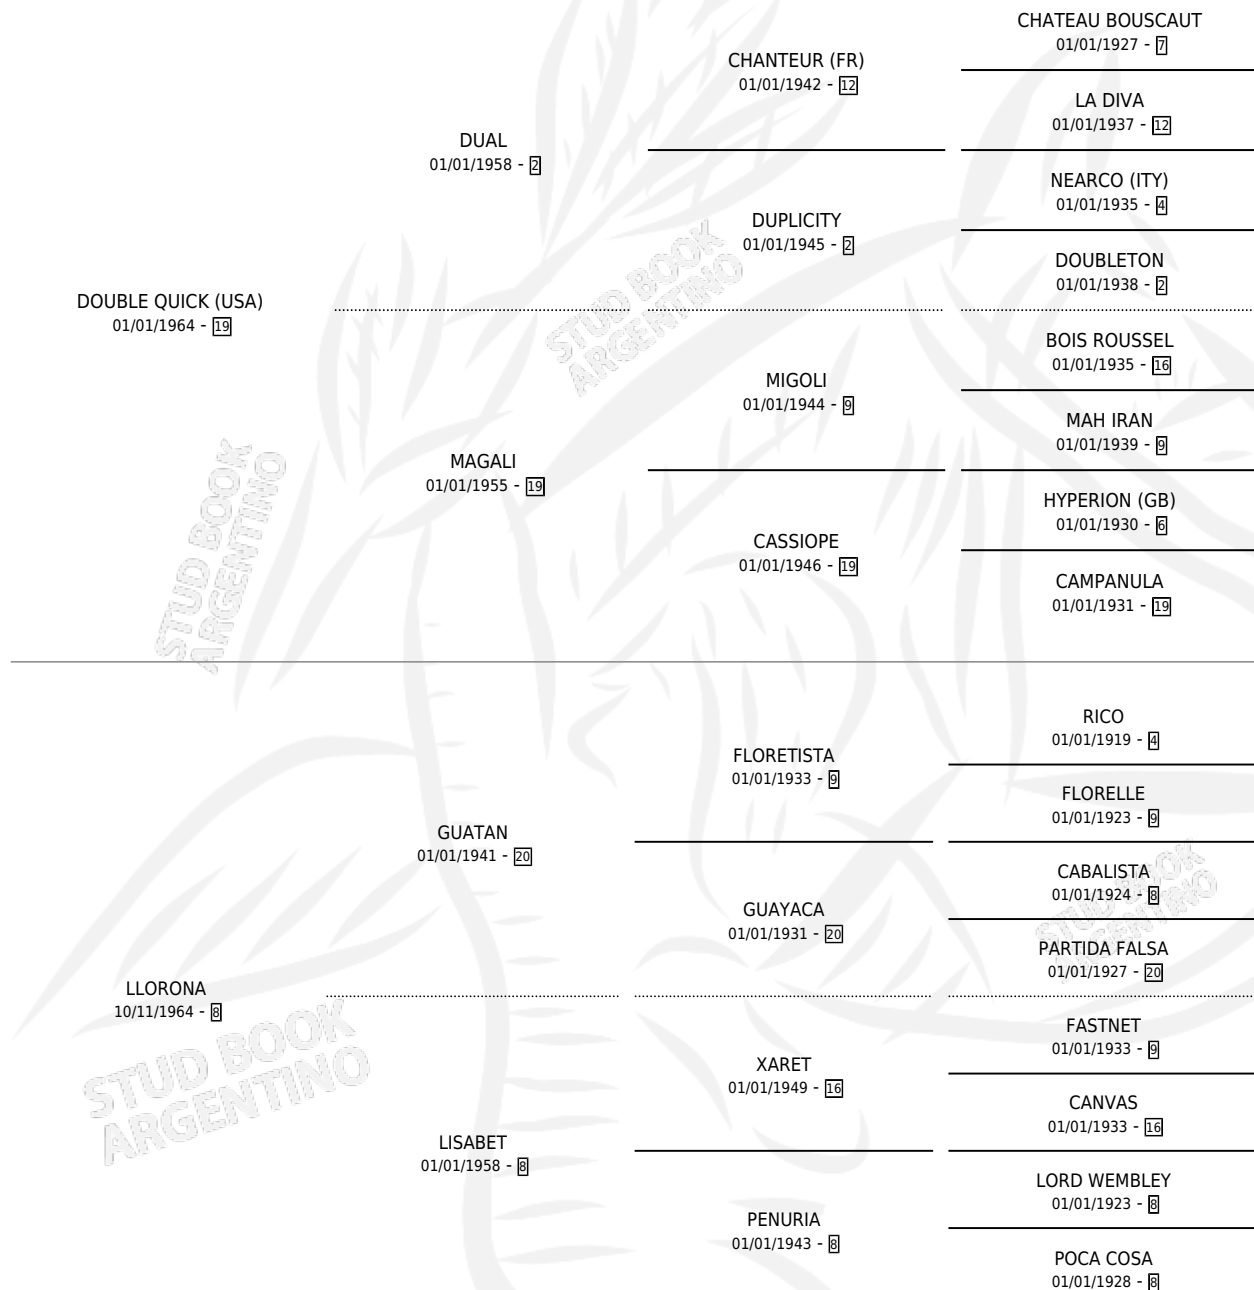 CHATEAU BOUSCAUT
01/01/1927 - 7
CHANTEUR (FR)
01/01/1942 - 12
LA DIVA
01/01/1937 - 12
DUAL
01/01/1958 - 2
NEARCO (ITY)
01/01/1935 - 4
DUPLICITY
01/01/1945 - 2
DOUBLETON
01/01/1938 - 2
DOUBLE QUICK (USA)
01/01/1964 - 19
BOIS ROUSSEL
01/01/1935 - 16
MIGOLI
01/01/1944 - 9
MAH IRAN
01/01/1939 - 9
MAGALI
01/01/1955 - 19
HYPERION (GB)
01/01/1930 - 6
CASSIOPE
01/01/1946 - 19
CAMPANULA
01/01/1931 - 19
RICO
01/01/1919 - 4
FLORETISTA
01/01/1933 - 9
FLORELLE
01/01/1923 - 9
GUATAN
01/01/1941 - 20
CABALISTA
01/01/1924 - 8
GUAYACA
01/01/1931 - 20
PARTIDA FALSA
01/01/1927 - 20
LLORONA
10/11/1964 - 8
FASTNET
01/01/1933 - 9
XARET
01/01/1949 - 16
CANVAS
01/01/1933 - 16
LISABET
01/01/1958 - 8
LORD WEMBLEY
01/01/1923 - 8
PENURIA
01/01/1943 - 8
POCA COSA
01/01/1928 - 8
STUD BOOK
ARGENTINO
STUD BOOK
ARGENTINO
STUD BOOK
ARGENTINO
STUD BOOK
ARGENTINO